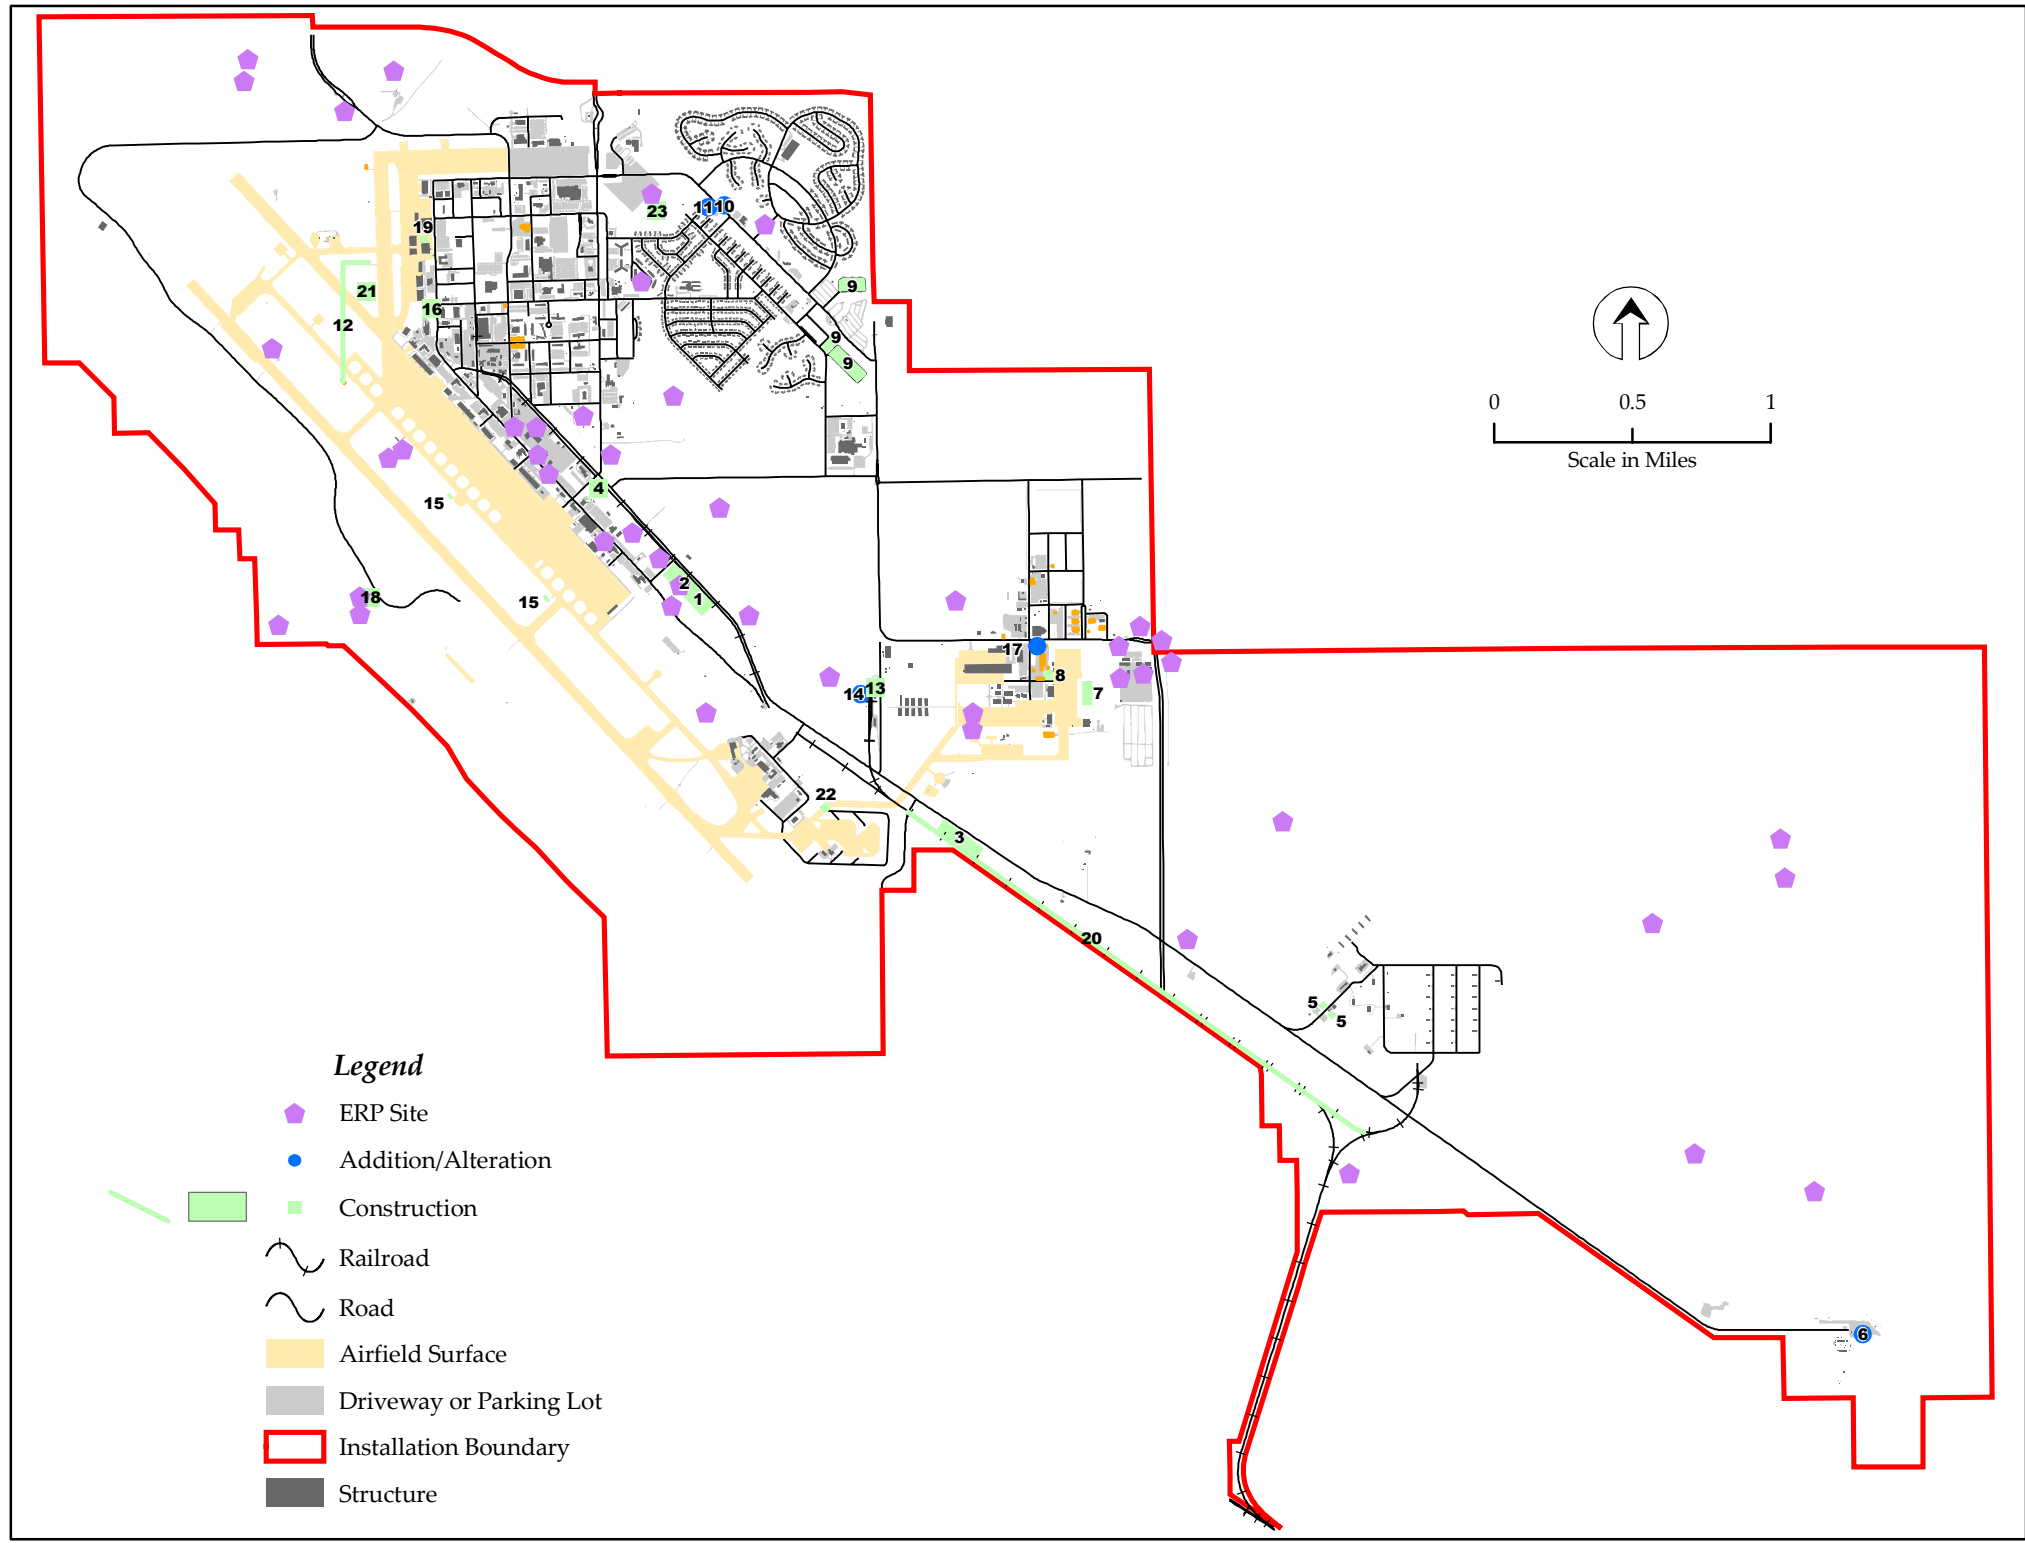 23
11
10
19
9
21
16
12
9
9
0
0.5
1
Scale in Miles
4
15
2
18
1
15
17
8
13
14
7
22
3
20
5
5
Legend
ERP Site
Addition/Alteration
Construction
Railroad
Road
6
Airfield Surface
Driveway or Parking Lot
Installation Boundary
Structure